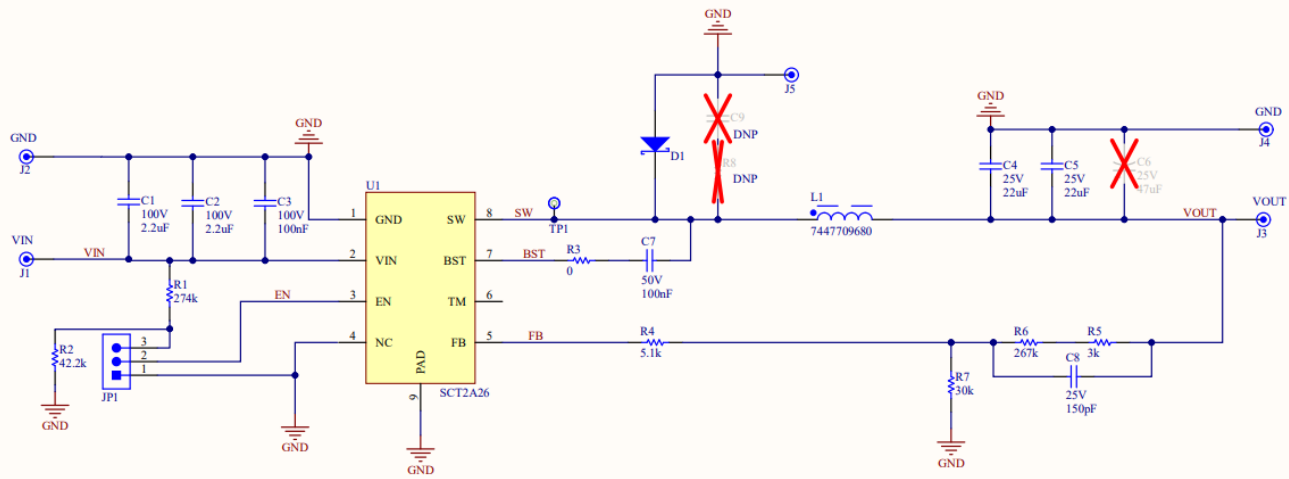 GND
J5
C9
DNP
R8
DNP
D1
GND
GND
J4
C4
25V
22uF
C5
25V
22uF
C6
25V
47uF
GND
J2
GND
C1
100V
2.2uF
C2
100V
2.2uF
C3
100V
100nF
VIN
J1
VIN
R1
274k
EN
R2
42.2k
GND
3
2
1
JP1
GND
U1
1
GND
2
VIN
3
EN
4
NC
SW
8
BST
7
TM
6
FB
5
PAD
9
SCT2A26
GND
SW
TP1
BST
R3
0
C7
50V
100nF
L1
7447709680
VOUT
VOUT
J3
FB
R4
5.1k
R7
30k
GND
R6
267k
R5
3k
C8
25V
150pF